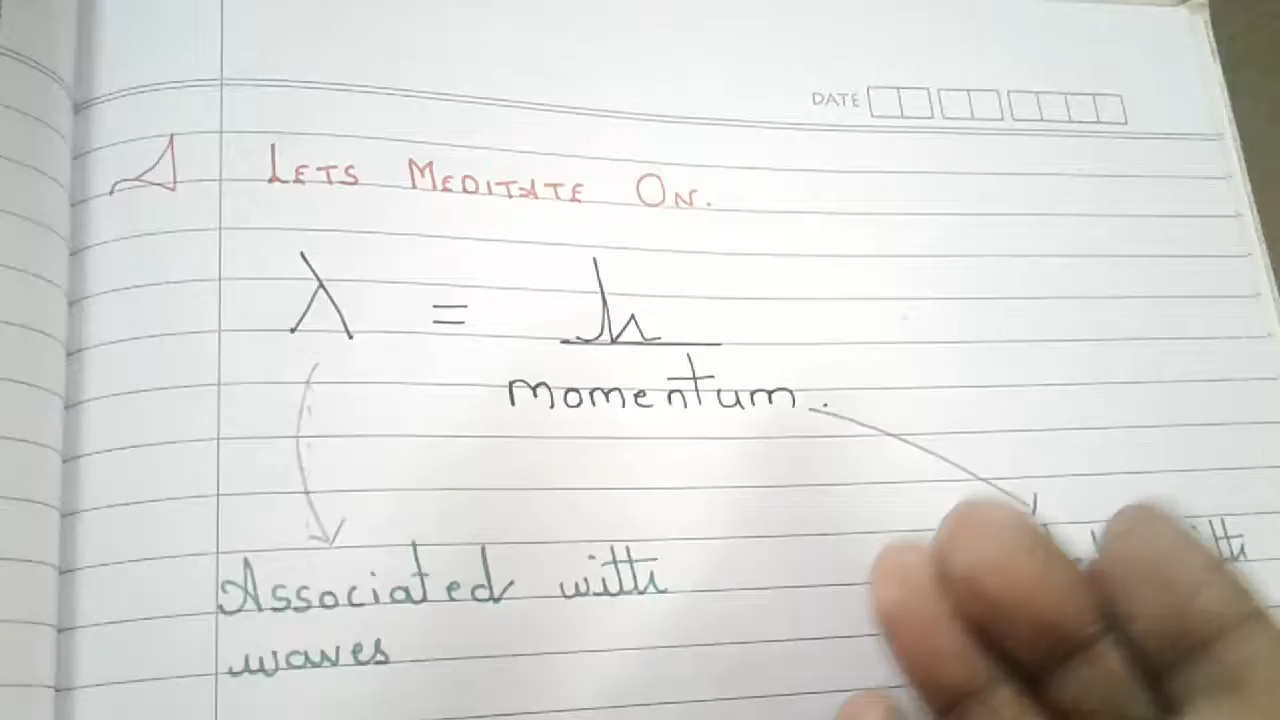 DATE
LETS MEDITATE ON.
λ = h
momentum.
Associated with
waves